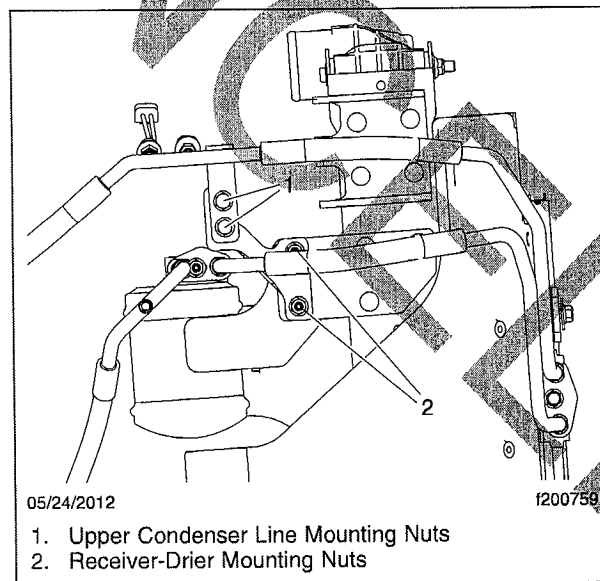 1
2
05/24/2012 f200759
1. Upper Condenser Line Mounting Nuts
2. Receiver-Drier Mounting Nuts